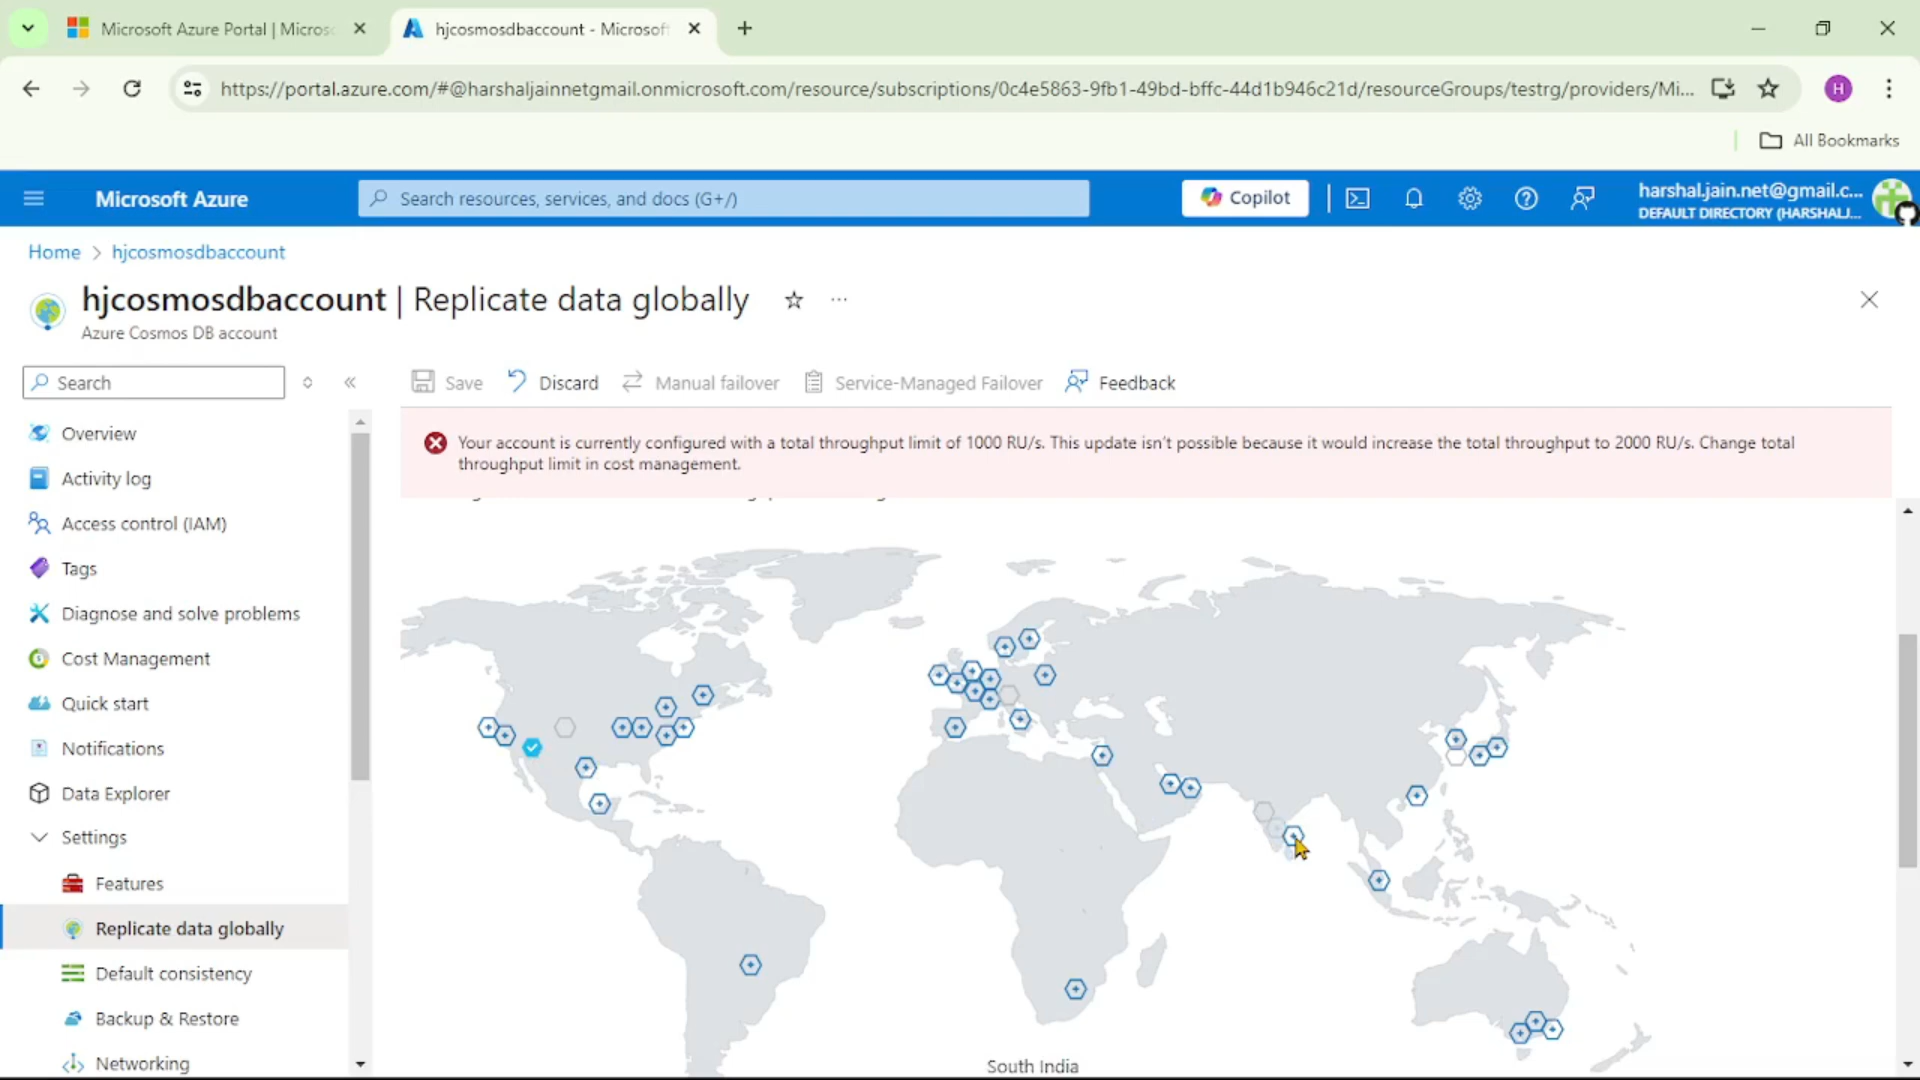 Microsoft Azure Portal | Micros
hjcosmosdbaccount - Microsof
https://portal.azure.com/#@harshaljainnetgmail.onmicrosoft.com/resource/subscriptions/0c4e5863-9fb1-49bd-bffc-44d1b946c21d/resourceGroups/testrg/providers/Mi...
H
All Bookmarks
Microsoft Azure
Search resources, services, and docs (G+/)
Copilot
harshal.jain.net@gmail.c...
DEFAULT DIRECTORY (HARSHALJ...
Home > hjcosmosdbaccount
hjcosmosdbaccount | Replicate data globally
Azure Cosmos DB account
Search
Save
Discard
Manual failover
Service-Managed Failover
Feedback
Your account is currently configured with a total throughput limit of 1000 RU/s. This update isn't possible because it would increase the total throughput to 2000 RU/s. Change total
throughput limit in cost management.
Overview
Activity log
Access control (IAM)
Tags
Diagnose and solve problems
Cost Management
Quick start
Notifications
Data Explorer
Settings
Features
Replicate data globally
Default consistency
Backup & Restore
Networking
South India